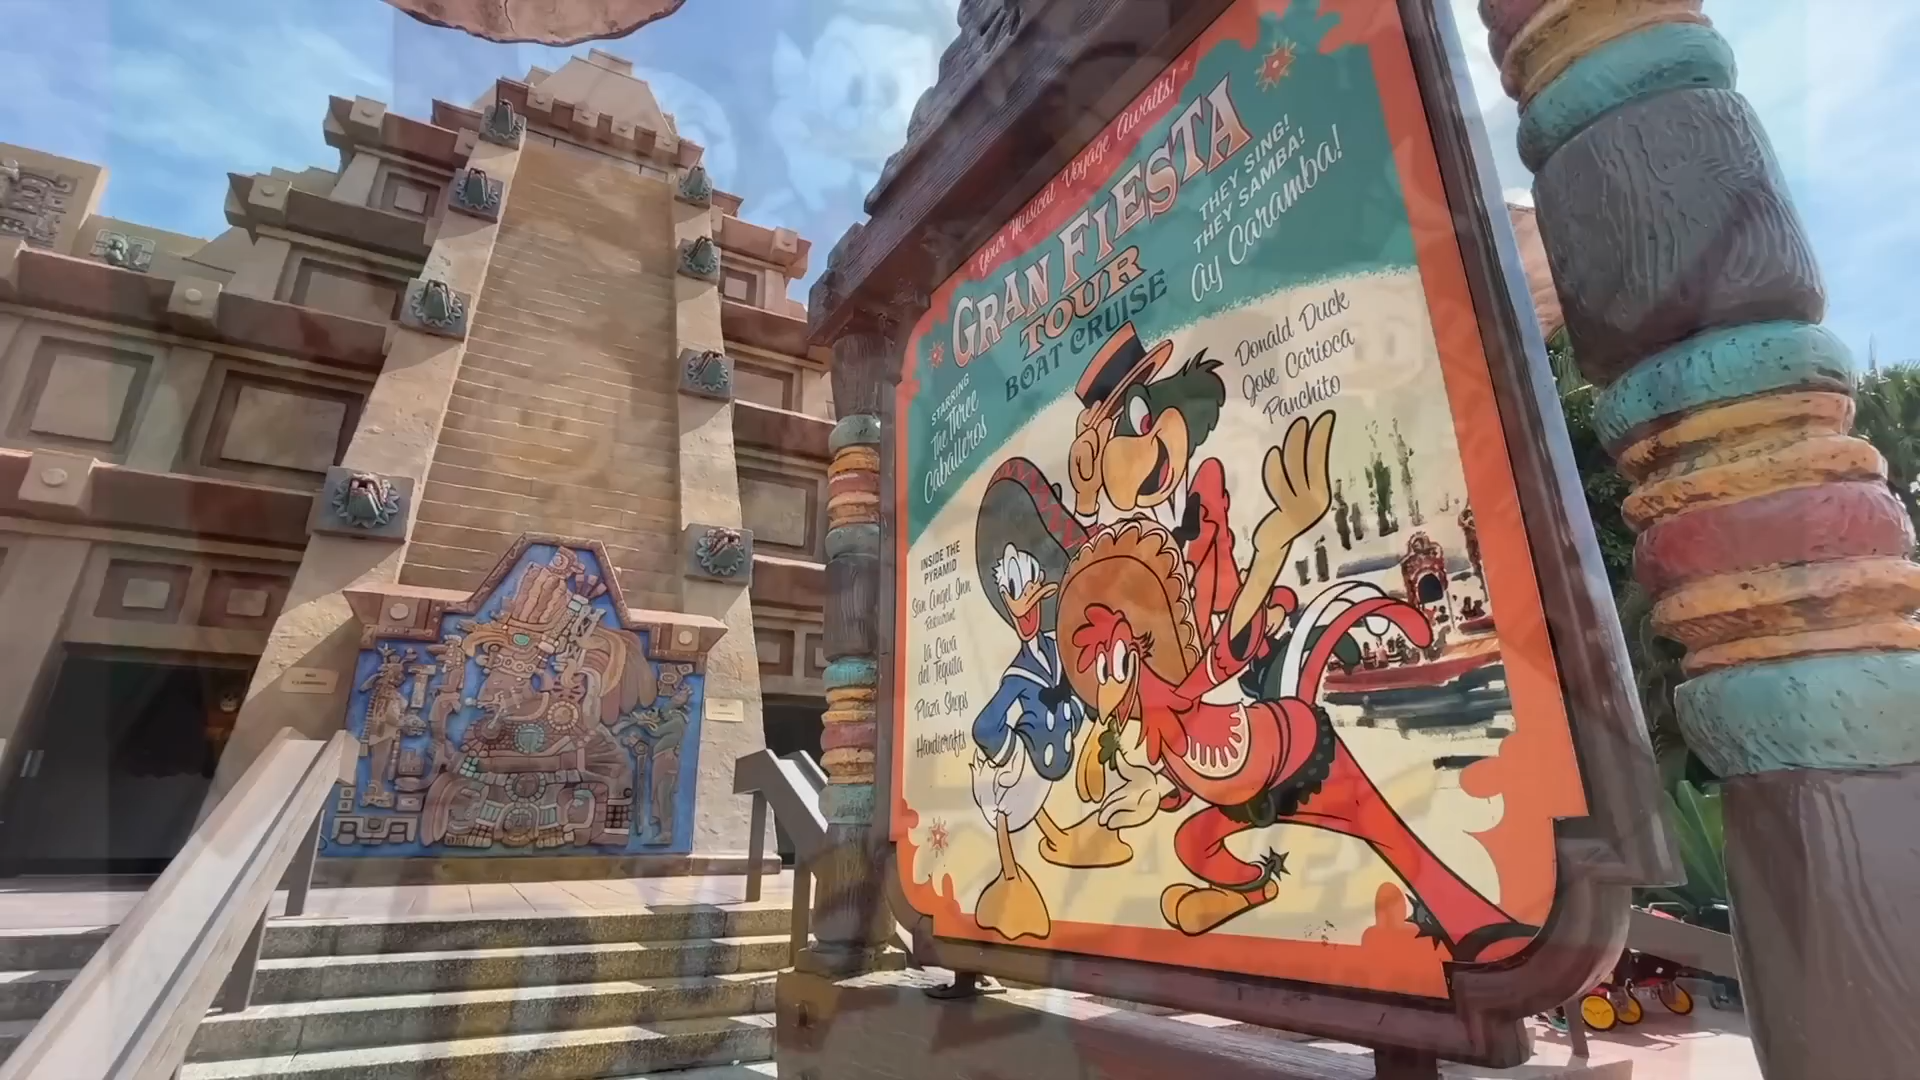 Your Musical Voyage Awaits!
GRAN FIESTA
TOUR
BOAT CRUISE
THEY SING!
THEY SAMBA!
Ay Caramba!
STARRING
The Three
Caballeros
Donald Duck
Jose Carioca
Panchito
INSIDE THE
PYRAMID
San Angel Inn
Restaurant
La Cava
del Tequila
Plaza Shops
Handicrafts